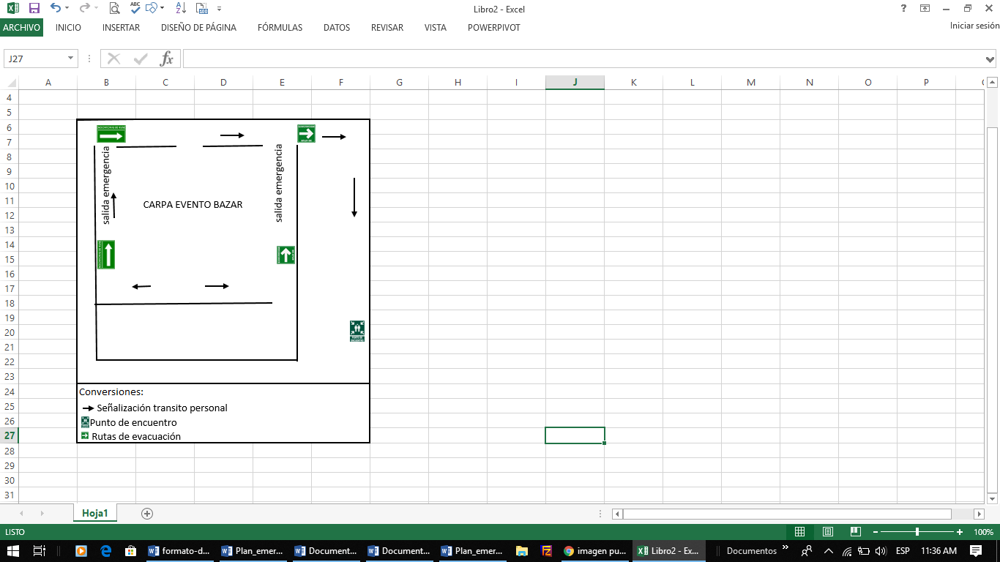 Libro2 - Excel
ARCHIVO INICIO INSERTAR DISEÑO DE PÁGINA FÓRMULAS DATOS REVISAR VISTA POWERPIVOT Iniciar sesión
J27 fx
A B C D E F G H I J K L M N O P
4
5
6
7
8
9
10
11
12
13
14
15
16
17
18
19
20
21
22
23
24
25
26
27
28
29
30
31
salida emergencia
salida emergencia
CARPA EVENTO BAZAR
Conversiones:
Señalización transito personal
Punto de encuentro
Rutas de evacuación
Hoja1
LISTO 100%
formato-d... Plan_emer... Document... Document... Plan_emer... imagen pu... Libro2 - Ex... Documentos ESP 11:36 AM